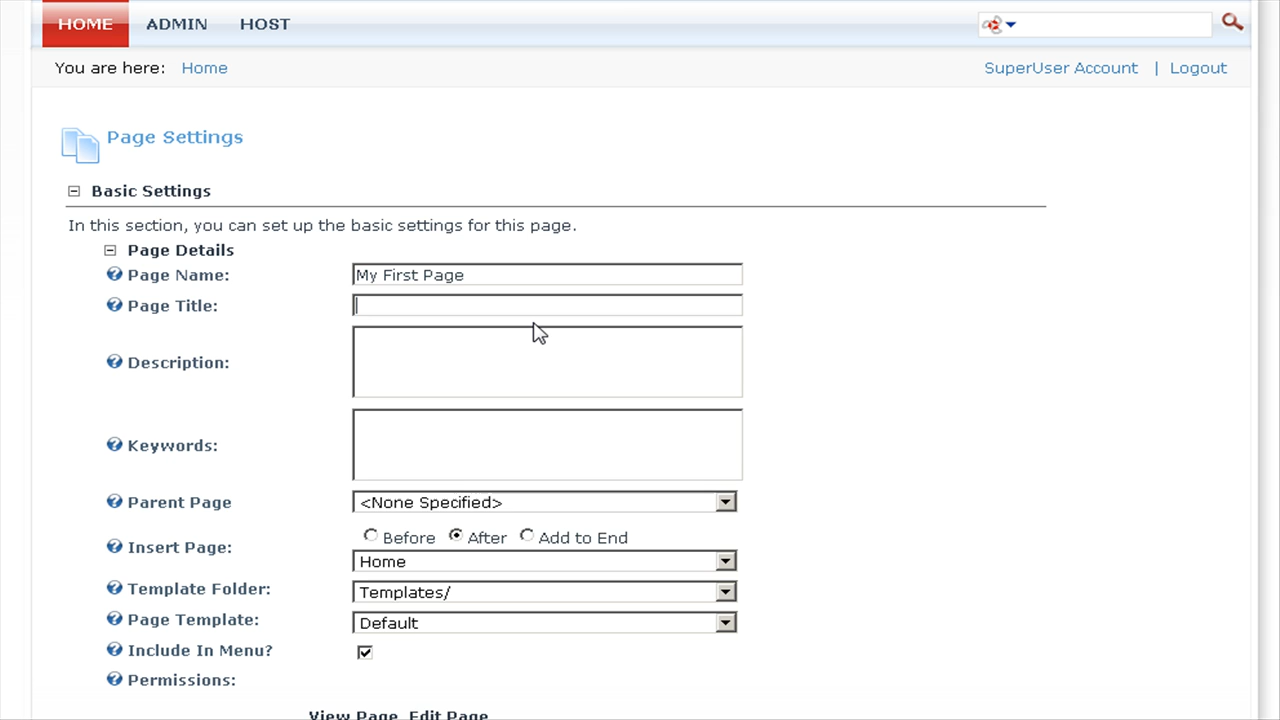 HOME ADMIN HOST
You are here: Home SuperUser Account | Logout
Page Settings
Basic Settings
In this section, you can set up the basic settings for this page.
Page Details
Page Name: My First Page
Page Title:
Description:
Keywords:
Parent Page <None Specified>
Before After Add to End
Insert Page:
Home
Template Folder: Templates/
Page Template: Default
Include In Menu?
Permissions:
View Page Edit Page